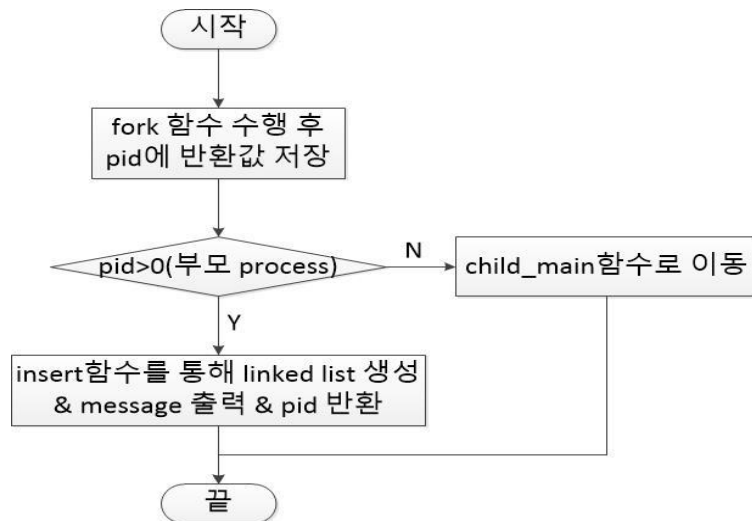 시작
fork 함수 수행 후
pid에 반환값 저장
pid>0(부모 process)
N
child_main함수로 이동
Y
insert함수를 통해 linked list 생성
& message 출력 & pid 반환
끝